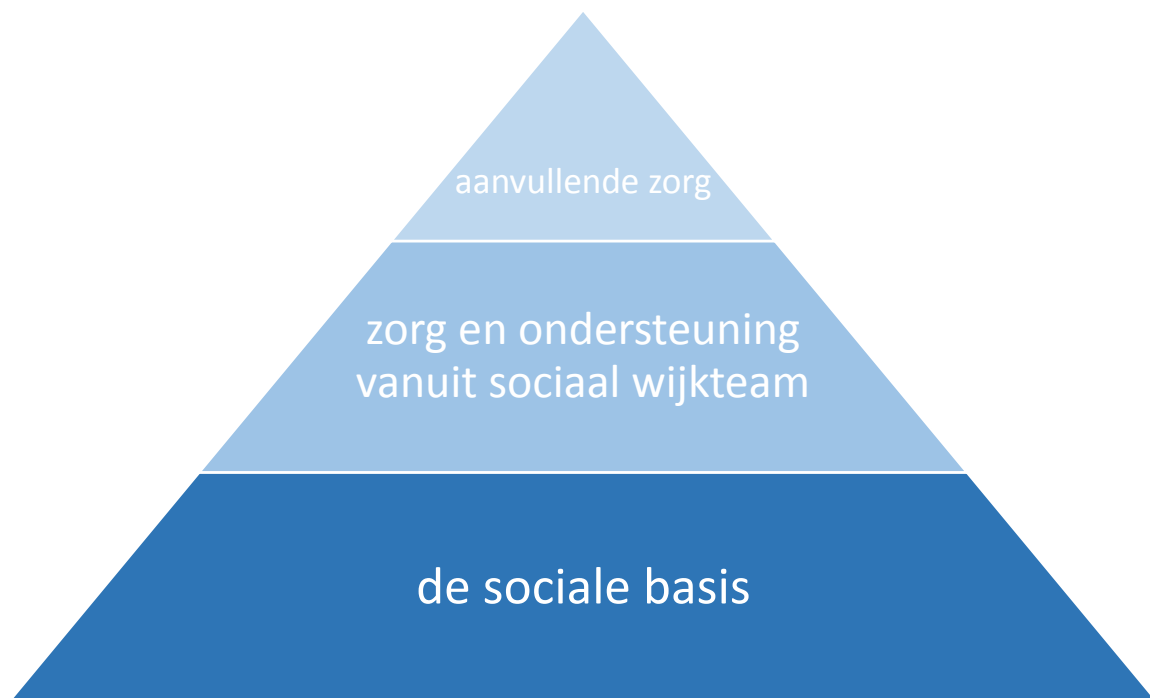 aanvullende zorg
zorg en ondersteuning
vanuit sociaal wijkteam
de sociale basis